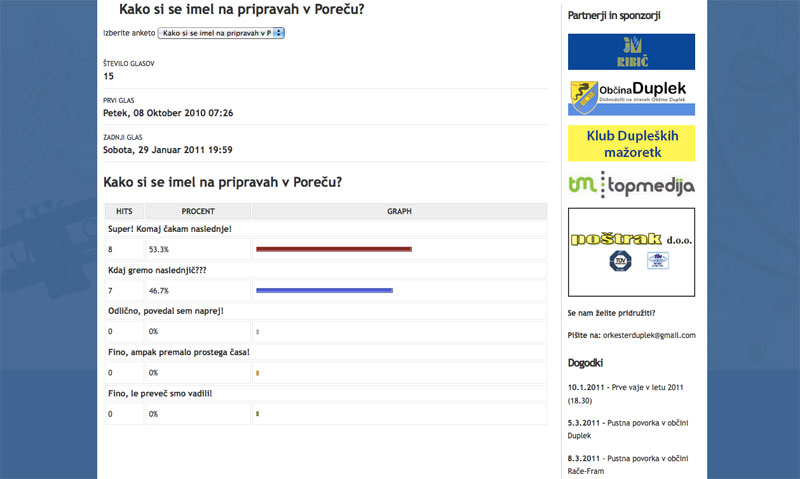 Kako si se imel na pripravah v Poreču?
Izberite anketo Kako si se imel na pripravah v P
ŠTEVILO GLASOV
15
PRVI GLAS
Petek, 08 Oktober 2010 07:26
ZADNJI GLAS
Sobota, 29 Januar 2011 19:59
Kako si se imel na pripravah v Poreču?
HITS PROCENT GRAPH
Super! Komaj čakam naslednje!
8 53.3%
Kdaj gremo naslednjič???
7 46.7%
Odlično, povedal sem naprej!
0 0%
Fino, ampak premalo prostega časa!
0 0%
Fino, le preveč smo vadili!
0 0%
Partnerji in sponzorji
RIBIČ
Občina Duplek
Dobrodošli na straneh Občine Duplek
Klub Dupleških
mažoretk
tm topmedija
poštrak d.o.o.
TÜV
Se nam želite pridružiti?
Pišite na: orkesterduplek@gmail.com
Dogodki
10.1.2011 - Prve vaje v letu 2011
(18.30)
5.3.2011 - Pustna povorka v občini
Duplek
8.3.2011 - Pustna povorka v občini
Rače-Fram